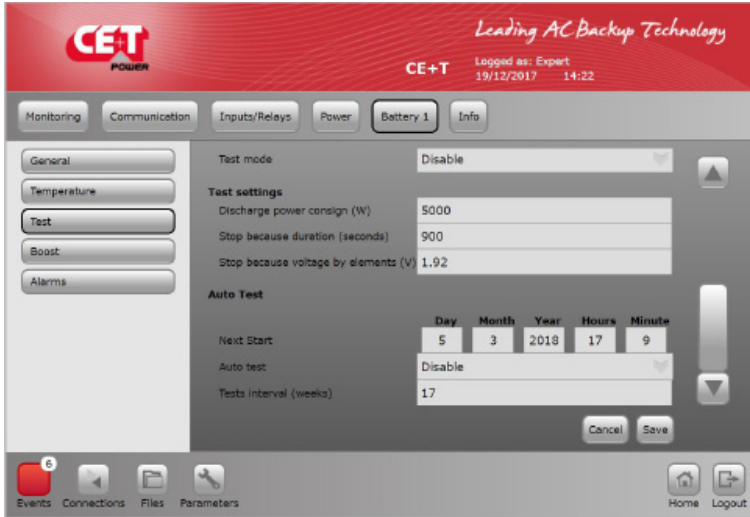 CE+T
POWER
Leading AC Backup Technology
CE+T
Logged as: Expert
19/12/2017 14:22
Monitoring Communication Inputs/Relays Power Battery 1 Info
General
Temperature
Test
Boost
Alarms
Test mode Disable
Test settings
Discharge power consign (W) 5000
Stop because duration (seconds) 900
Stop because voltage by elements (V) 1.92
Auto Test
Day Month Year Hours Minute
Next Start 5 3 2018 17 9
Auto test Disable
Tests interval (weeks) 17
Cancel Save
6
Events Connections Files Parameters Home Logout